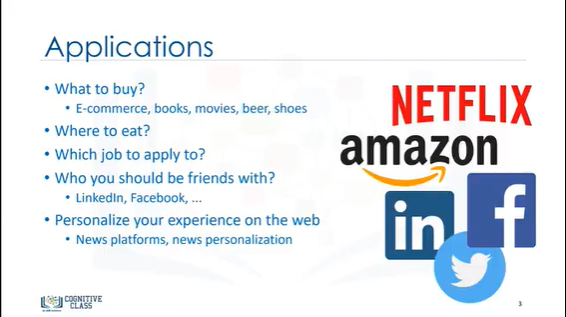 Applications
• What to buy?
• E-commerce, books, movies, beer, shoes
• Where to eat?
• Which job to apply to?
• Who you should be friends with?
• LinkedIn, Facebook, ...
• Personalize your experience on the web
• News platforms, news personalization
NETFLIX
amazon
in
f
COGNITIVE
CLASS
3